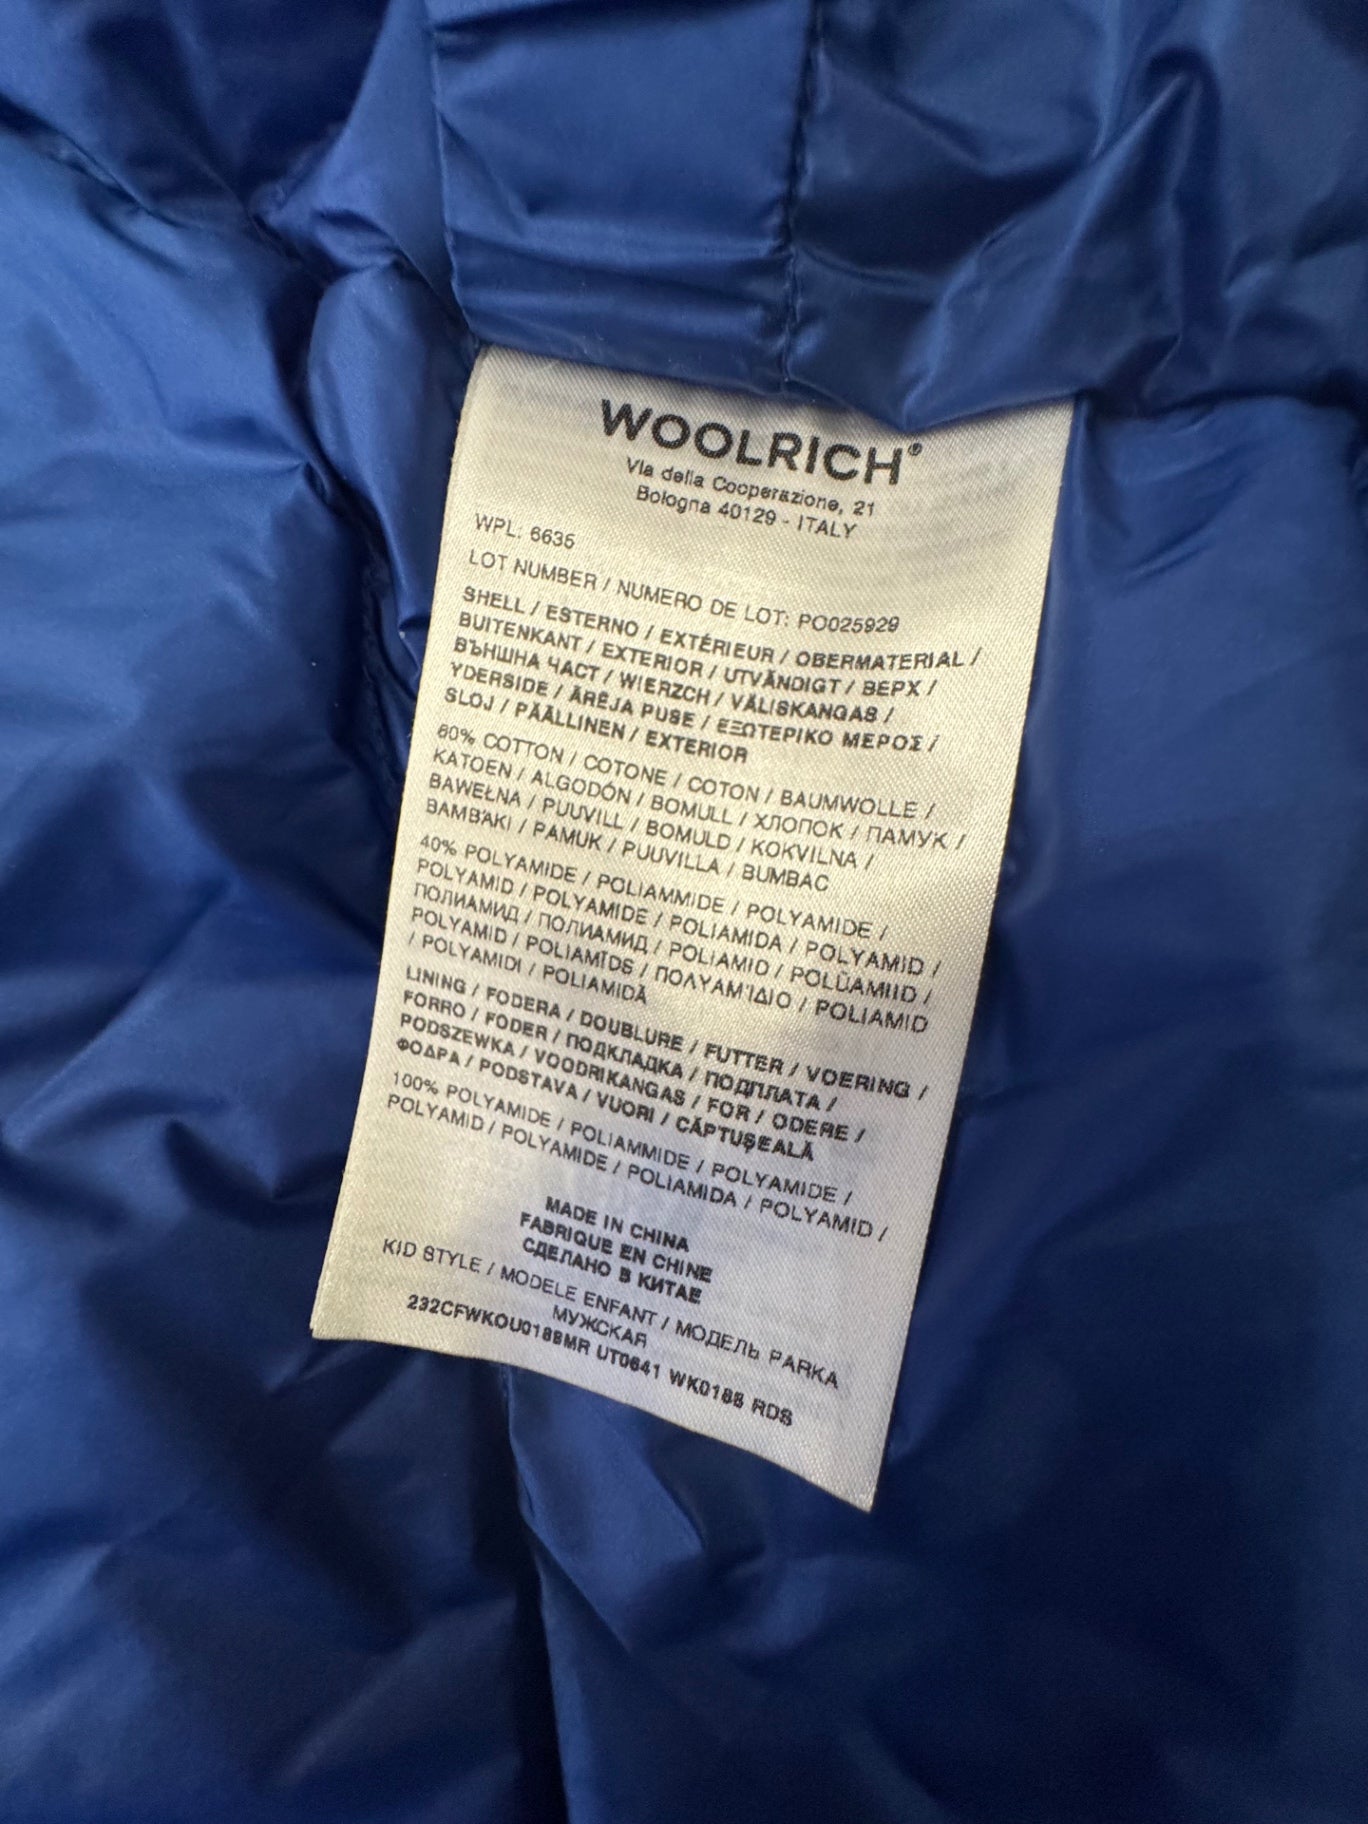 WOOLRICH®
Via della Cooperazione, 21
Bologna 40129 - ITALY
WPL: 6635
LOT NUMBER / NUMERO DE LOT: PO025929
SHELL / ESTERNO / EXTÉRIEUR / OBERMATERIAL /
BUITENKANT / EXTERIOR / UTVÄNDIGT / ВЕРХ /
ВЪНШНА ЧАСТ / WIERZCH / VÄLISKANGAS /
YDERSIDE / ĀRĒJA PUSE / ΕΞΩΤΕΡΙΚΟ ΜΕΡΟΣ /
SLOJ / PÄÄLLINEN / EXTERIOR
60% COTTON / COTONE / COTON / BAUMWOLLE /
KATOEN / ALGODÓN / BOMULL / ХЛОПОК / ПАМУК /
BAWEŁNA / PUUVILL / BOMULD / KOKVILNA /
ΒΑΜΒΆΚΙ / PAMUK / PUUVILLA / BUMBAC
40% POLYAMIDE / POLIAMMIDE / POLYAMIDE /
POLYAMID / POLYAMIDE / POLIAMIDA / POLYAMID /
ПОЛИАМИД / ПОЛИАМИД / POLIAMID / POLÜAMIID /
POLYAMID / POLIAMĪDS / ΠΟΛΥΑΜΊΔΙΟ / POLIAMID
/ POLYAMIDI / POLIAMIDĂ
LINING / FODERA / DOUBLURE / FUTTER / VOERING /
FORRO / FODER / ПОДКЛАДКА / ПОДПЛАТА /
PODSZEWKA / VOODRIKANGAS / FOR / ODERE /
ΦΟΔΡΑ / PODSTAVA / VUORI / CĂPTUȘEALĂ
100% POLYAMIDE / POLIAMMIDE / POLYAMIDE /
POLYAMID / POLYAMIDE / POLIAMIDA / POLYAMID /
MADE IN CHINA
FABRIQUE EN CHINE
СДЕЛАНО В КИТАЕ
KID STYLE / MODELE ENFANT / МОДЕЛЬ PARKA
МУЖСКАЯ
232CFWKOU0188MR UT0641 WK0188 RDS